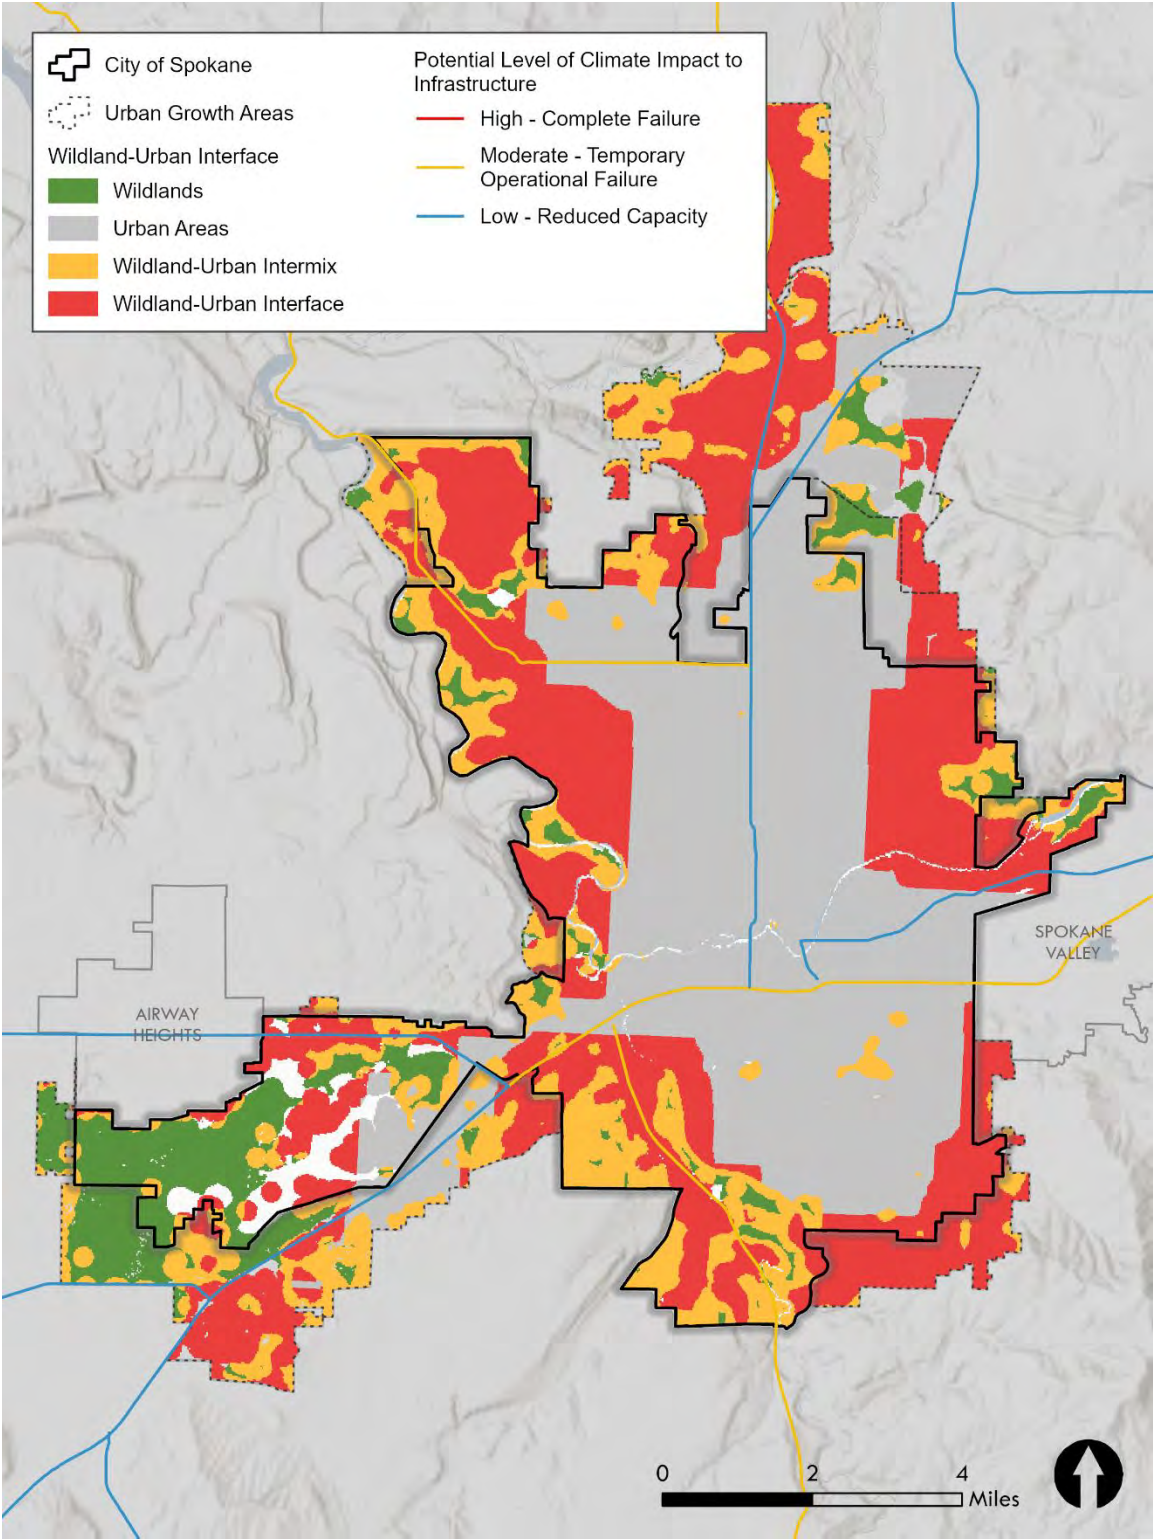 City of Spokane
Urban Growth Areas
Wildland-Urban Interface
Wildlands
Urban Areas
Wildland-Urban Intermix
Wildland-Urban Interface
Potential Level of Climate Impact to
Infrastructure
High - Complete Failure
Moderate - Temporary
Operational Failure
Low - Reduced Capacity
SPOKANE
VALLEY
AIRWAY
HEIGHTS
0 2 4
Miles